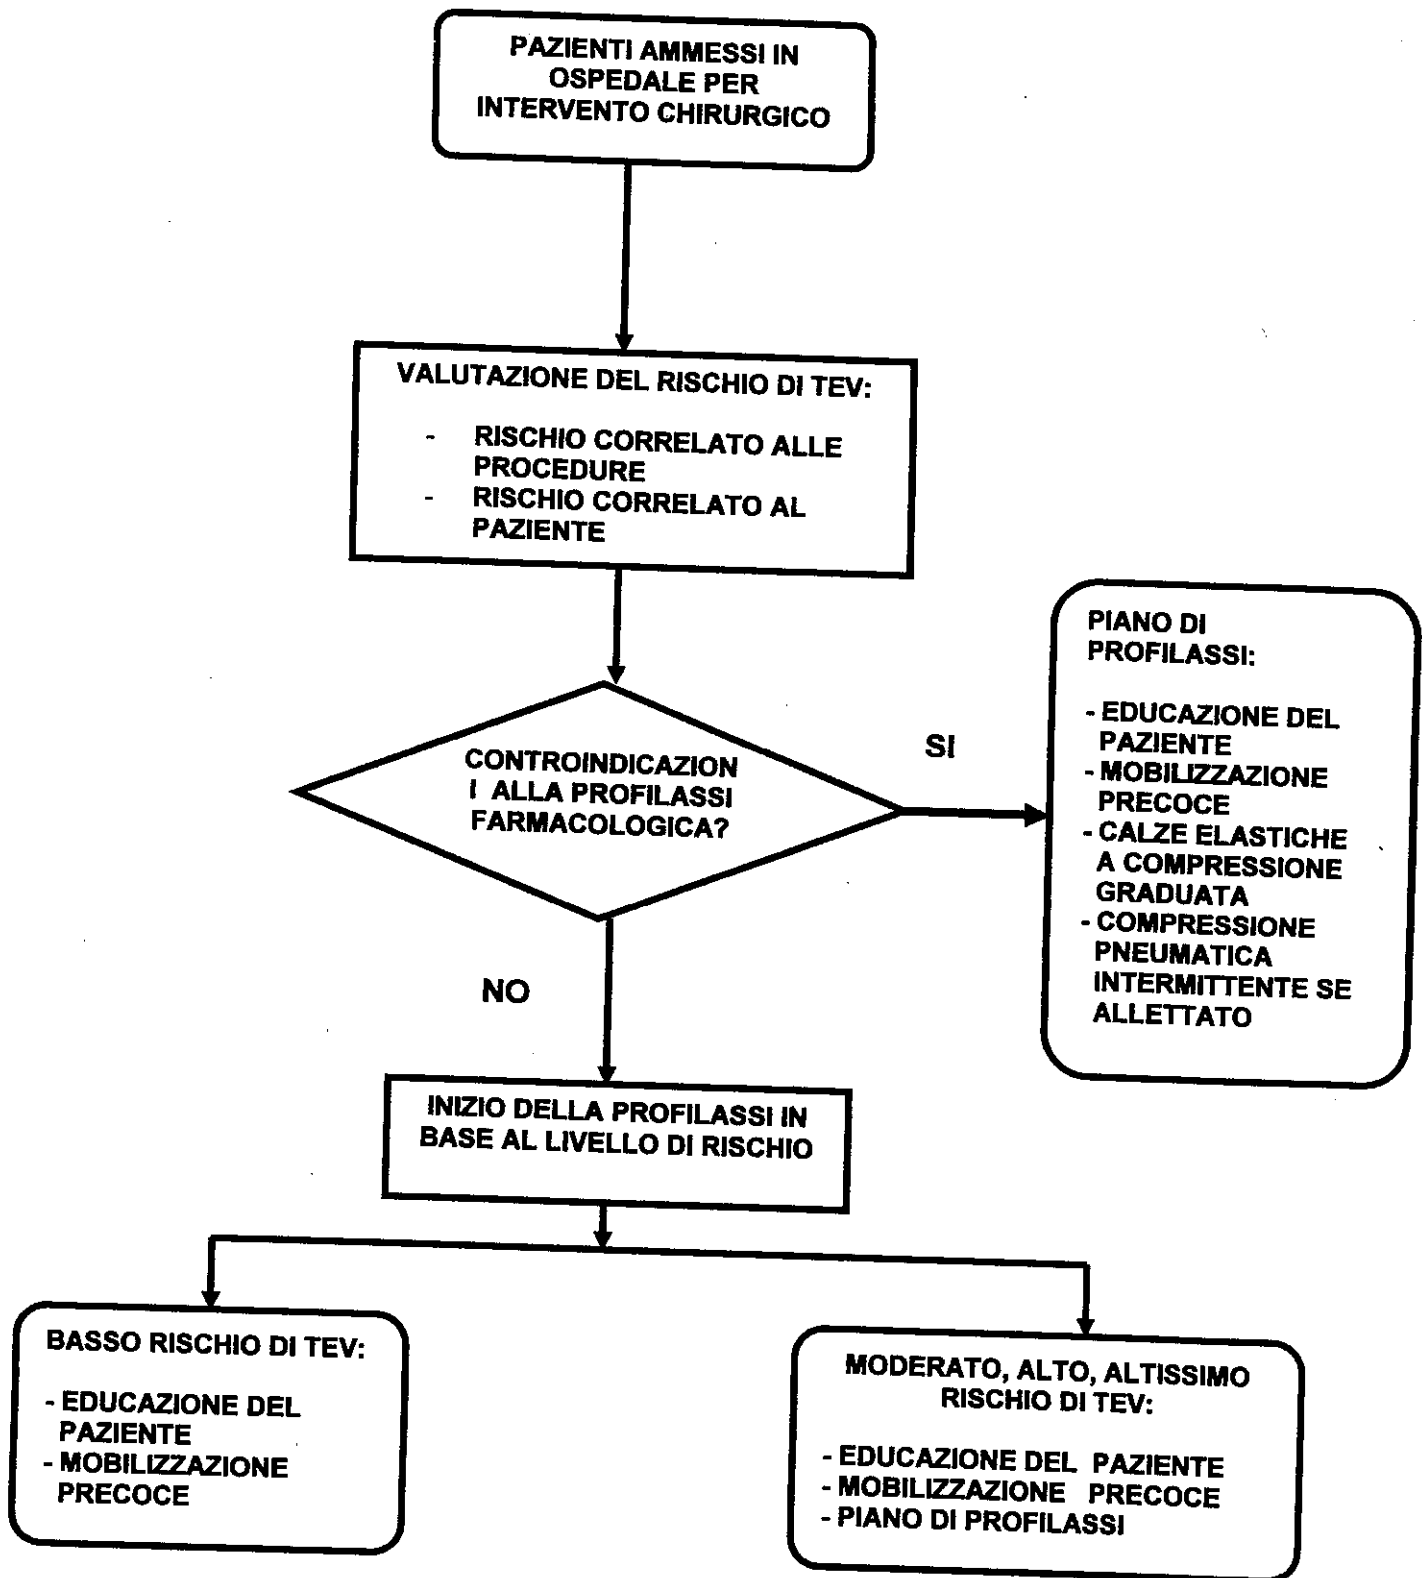 PAZIENTI AMMESSI IN
OSPEDALE PER
INTERVENTO CHIRURGICO
VALUTAZIONE DEL RISCHIO DI TEV:
- RISCHIO CORRELATO ALLE
PROCEDURE
- RISCHIO CORRELATO AL
PAZIENTE
CONTROINDICAZION
I ALLA PROFILASSI
FARMACOLOGICA?
SI
PIANO DI
PROFILASSI:
- EDUCAZIONE DEL
PAZIENTE
- MOBILIZZAZIONE
PRECOCE
- CALZE ELASTICHE
A COMPRESSIONE
GRADUATA
- COMPRESSIONE
PNEUMATICA
INTERMITTENTE SE
ALLETTATO
NO
INIZIO DELLA PROFILASSI IN
BASE AL LIVELLO DI RISCHIO
BASSO RISCHIO DI TEV:
- EDUCAZIONE DEL
PAZIENTE
- MOBILIZZAZIONE
PRECOCE
MODERATO, ALTO, ALTISSIMO
RISCHIO DI TEV:
- EDUCAZIONE DEL PAZIENTE
- MOBILIZZAZIONE PRECOCE
- PIANO DI PROFILASSI